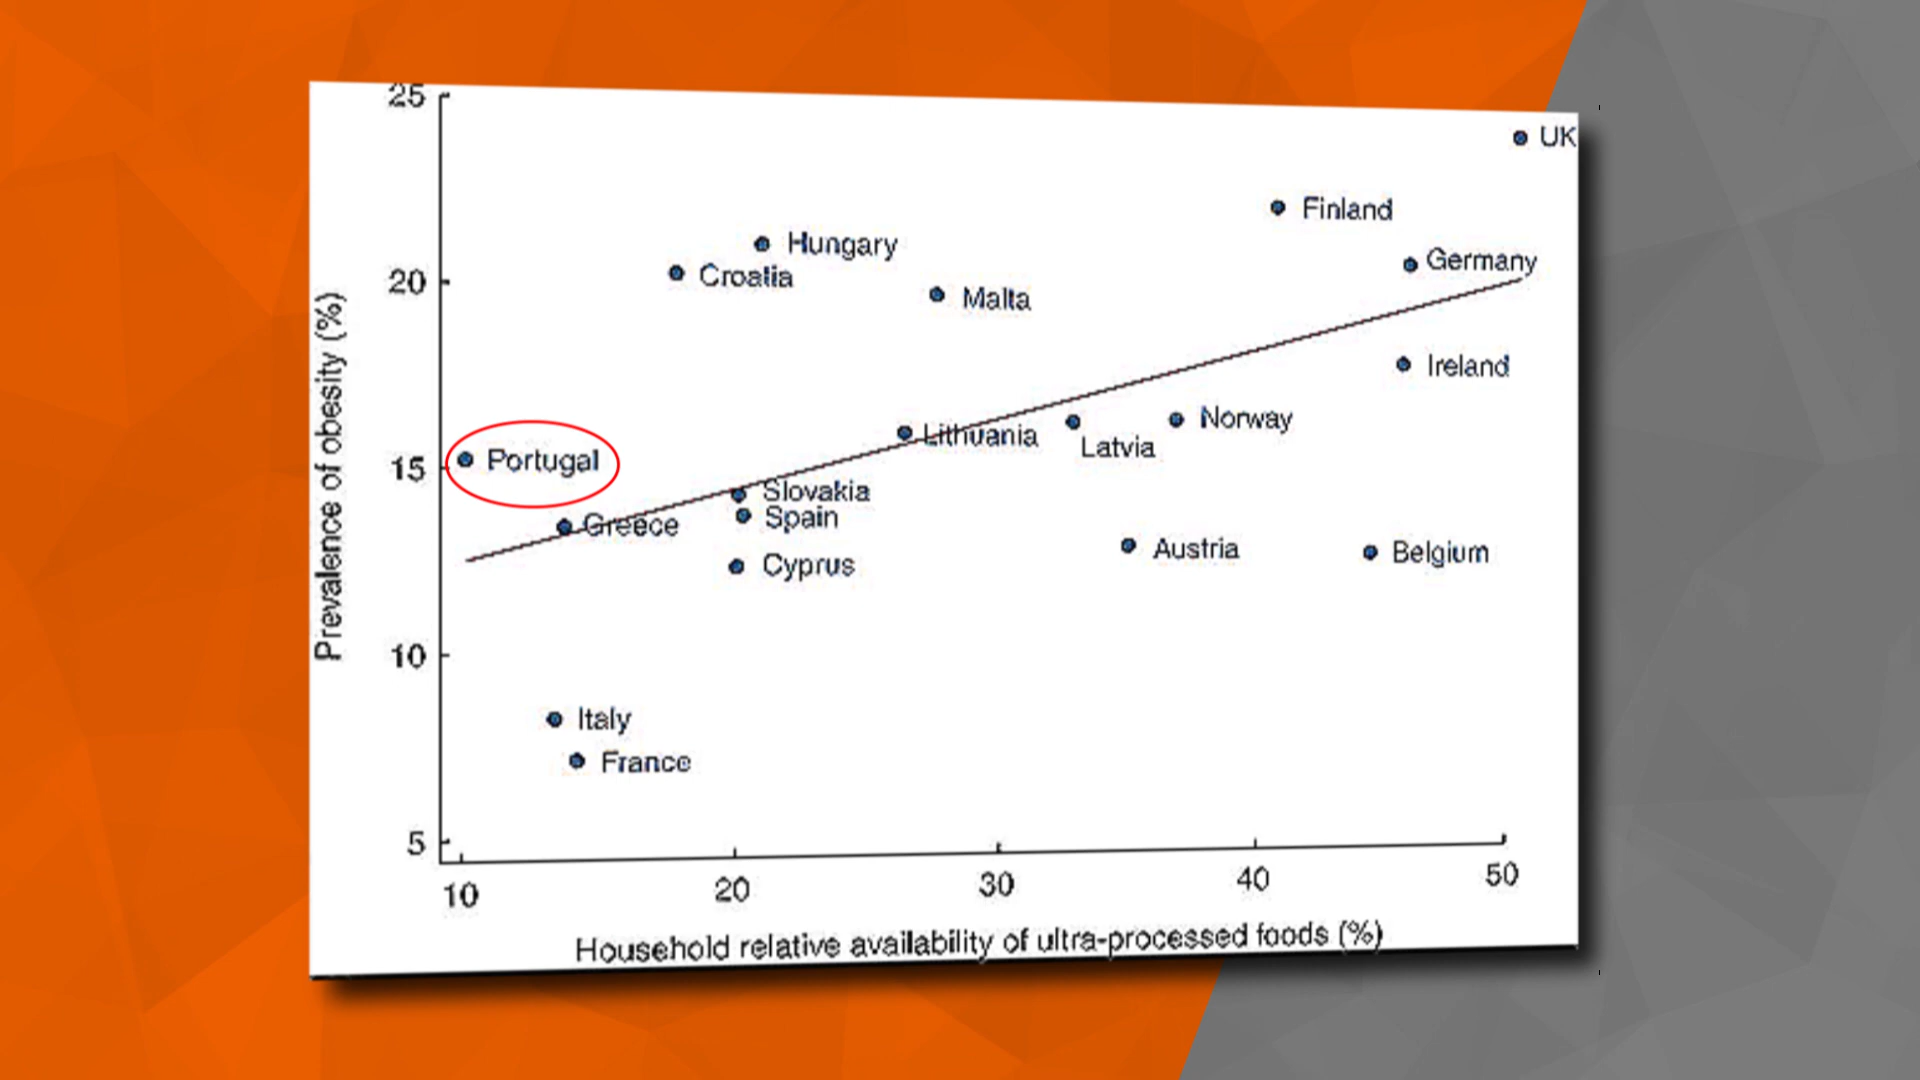 25
UK
Finland
Hungary
Germany
Croatia
20
Malta
Prevalence of obesity (%)
Ireland
Norway
Lithuania
Latvia
Portugal
15
Slovakia
Spain
Greece
Austria
Belgium
Cyprus
10
Italy
France
5
10 20 30 40 50
Household relative availability of ultra-processed foods (%)